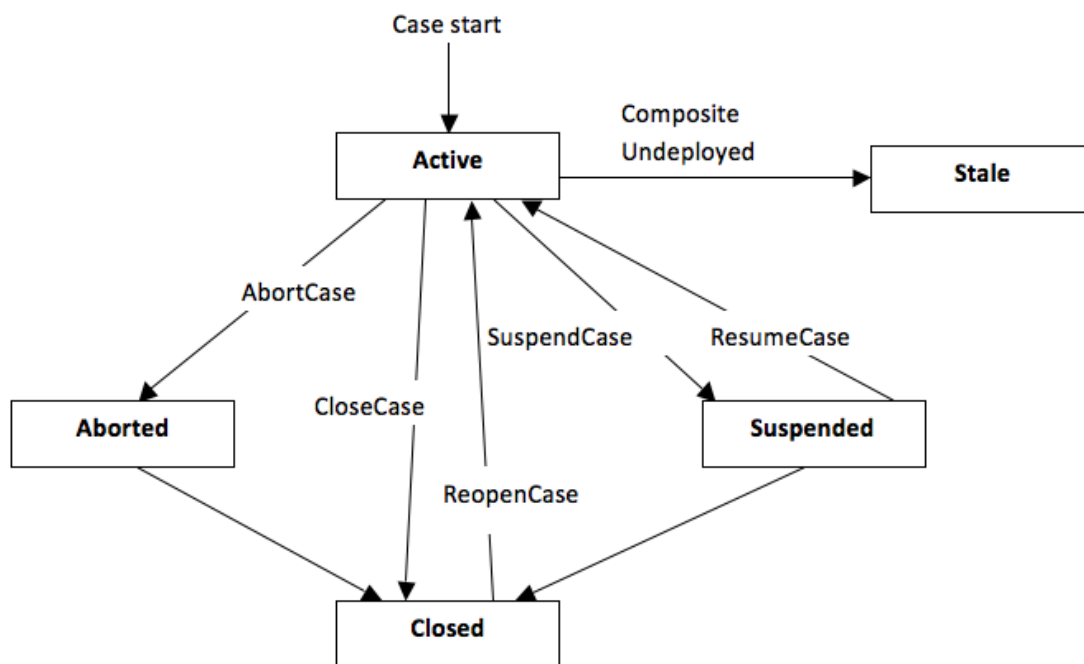 Case start
Composite
Undeployed
Active
Stale
AbortCase
SuspendCase
ResumeCase
CloseCase
Aborted
Suspended
ReopenCase
Closed